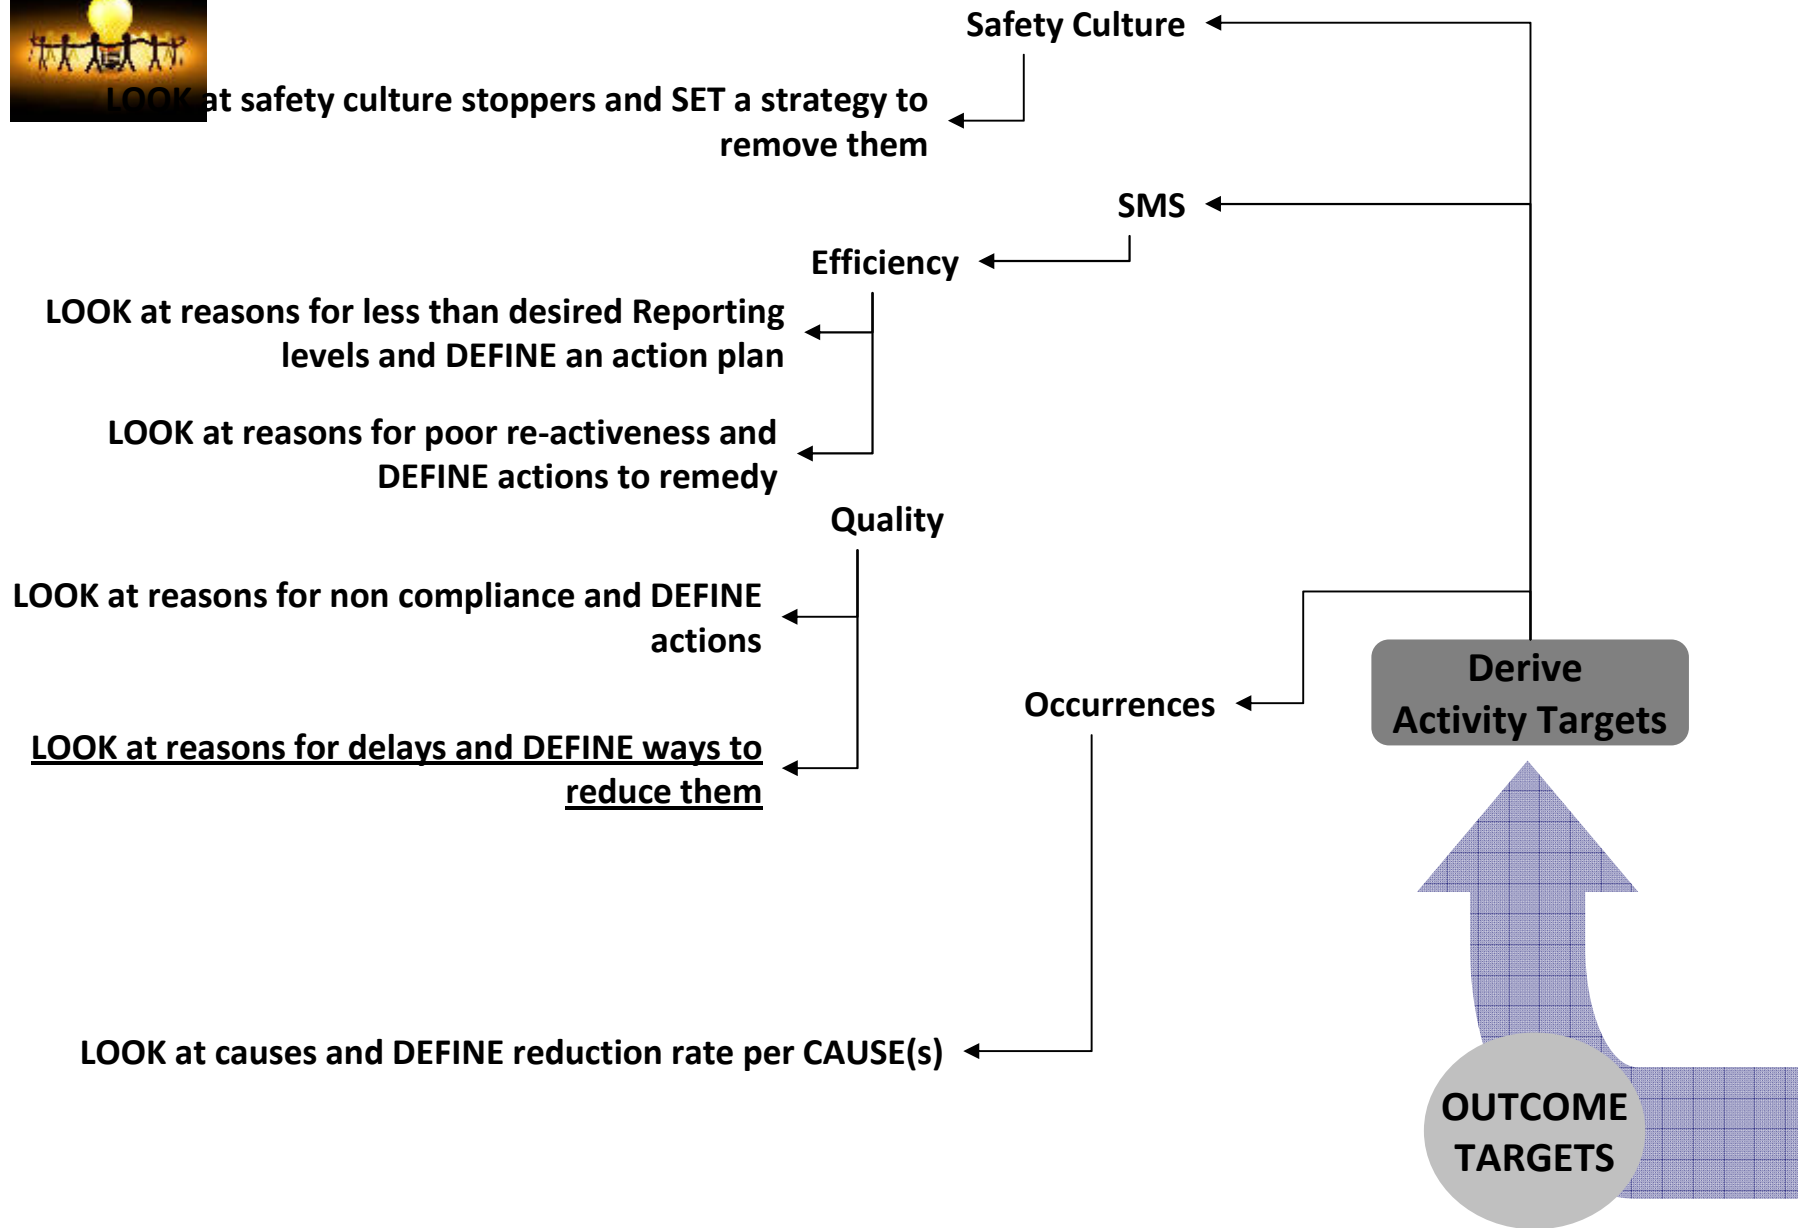 Safety Culture
LOOK at safety culture stoppers and SET a strategy to
remove them
SMS
Efficiency
LOOK at reasons for less than desired Reporting
levels and DEFINE an action plan
LOOK at reasons for poor re-activeness and
DEFINE actions to remedy
Quality
LOOK at reasons for non compliance and DEFINE
actions
LOOK at reasons for delays and DEFINE ways to
reduce them
Occurrences
LOOK at causes and DEFINE reduction rate per CAUSE(s)
Derive
Activity Targets
OUTCOME
TARGETS